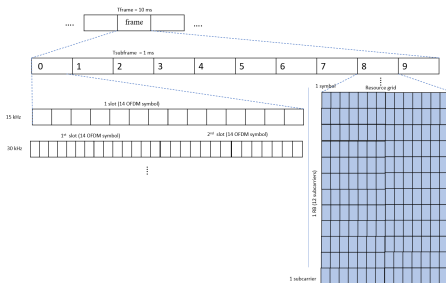 TFrame = 10 ms
.... frame ....
Tsubframe = 1 ms
0 1 2 3 4 5 6 7 8 9
1 symbol Resource grid
1 slot (14 OFDM symbol)
15 kHz
1st slot (14 OFDM symbol) 2nd slot (14 OFDM symbol)
30 kHz
1 RB (12 subcarriers)
1 subcarrier